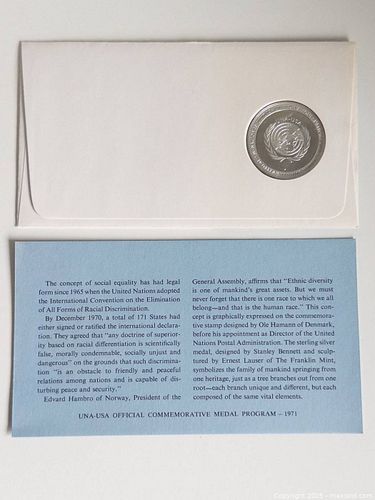 UNA-USA
The concept of social equality has had legal
form since 1965 when the United Nations adopted
the International Convention on the Elimination
of All Forms of Racial Discrimination.
By December 1970, a total of 171 States had
either signed or ratified the international declara-
tion. They agreed that "any doctrine of superior-
ity based on racial differentiation is scientifically
false, morally condemnable, socially unjust and
dangerous" on the grounds that such discrimina-
tion "is an obstacle to friendly and peaceful
relations among nations and is capable of dis-
turbing peace and security."
Edvard Hambro of Norway, President of the
General Assembly, affirms that "Ethnic diversity
is one of mankind's great assets. But we must
never forget that there is one race to which we all
belong—and that is the human race." This con-
cept is graphically expressed on the commemora-
tive stamp designed by Ole Hamann of Denmark,
before his appointment as Director of the United
Nations Postal Administration. The sterling silver
medal, designed by Stanley Bennett and sculp-
tured by Ernest Lauser of The Franklin Mint,
symbolizes the family of mankind springing from
one heritage, just as a tree branches out from one
root—each branch unique and different, but each
composed of the same vital elements.
UNA-USA OFFICIAL COMMEMORATIVE MEDAL PROGRAM – 1971